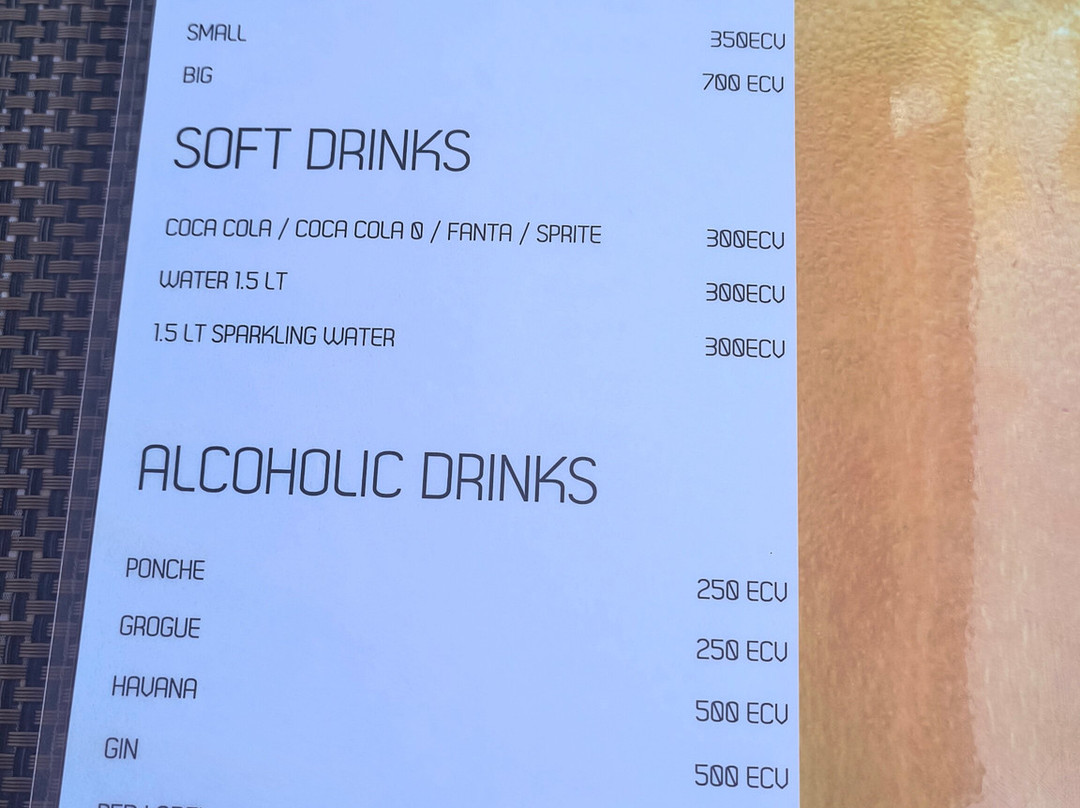 SMALL 350ECV
BIG 700 ECV
SOFT DRINKS
COCA COLA / COCA COLA 0 / FANTA / SPRITE 300ECV
WATER 1.5 LT 300ECV
1.5 LT SPARKLING WATER 300ECV
ALCOHOLIC DRINKS
PONCHE 250 ECV
GROGUE 250 ECV
HAVANA 500 ECV
GIN 500 ECV